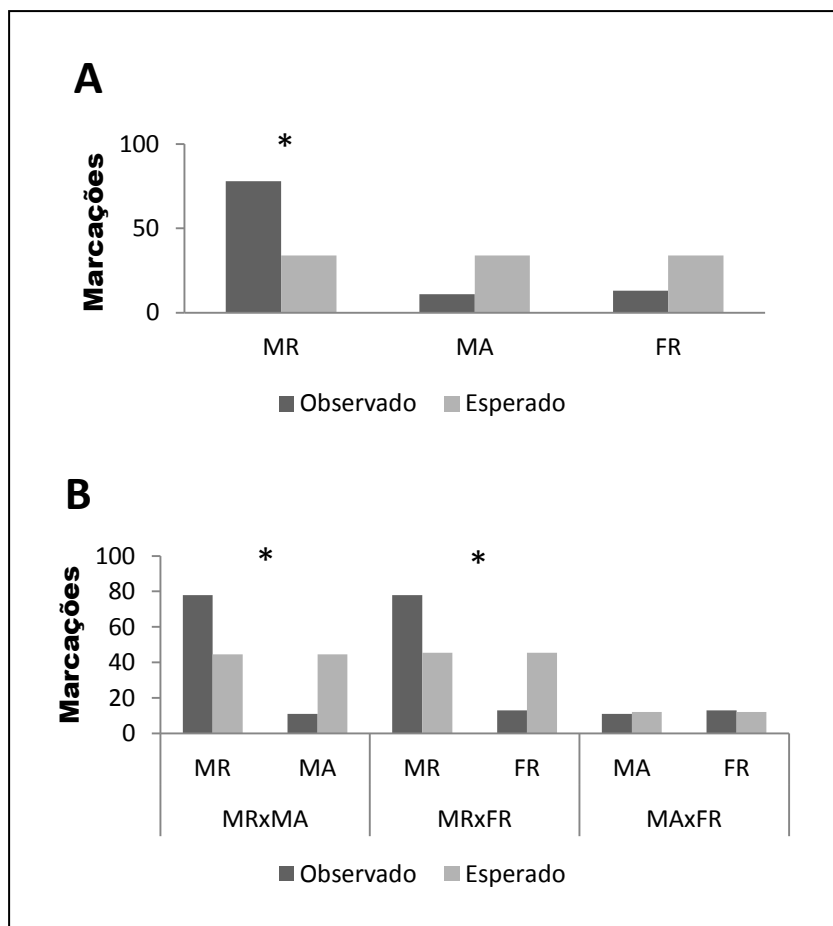 A
*
Marcações
100
50
0
MR MA FR
Observado Esperado
B
* *
Marcações
100
80
60
40
20
0
MR MA MR FR MA FR
MRxMA MRxFR MAxFR
Observado Esperado